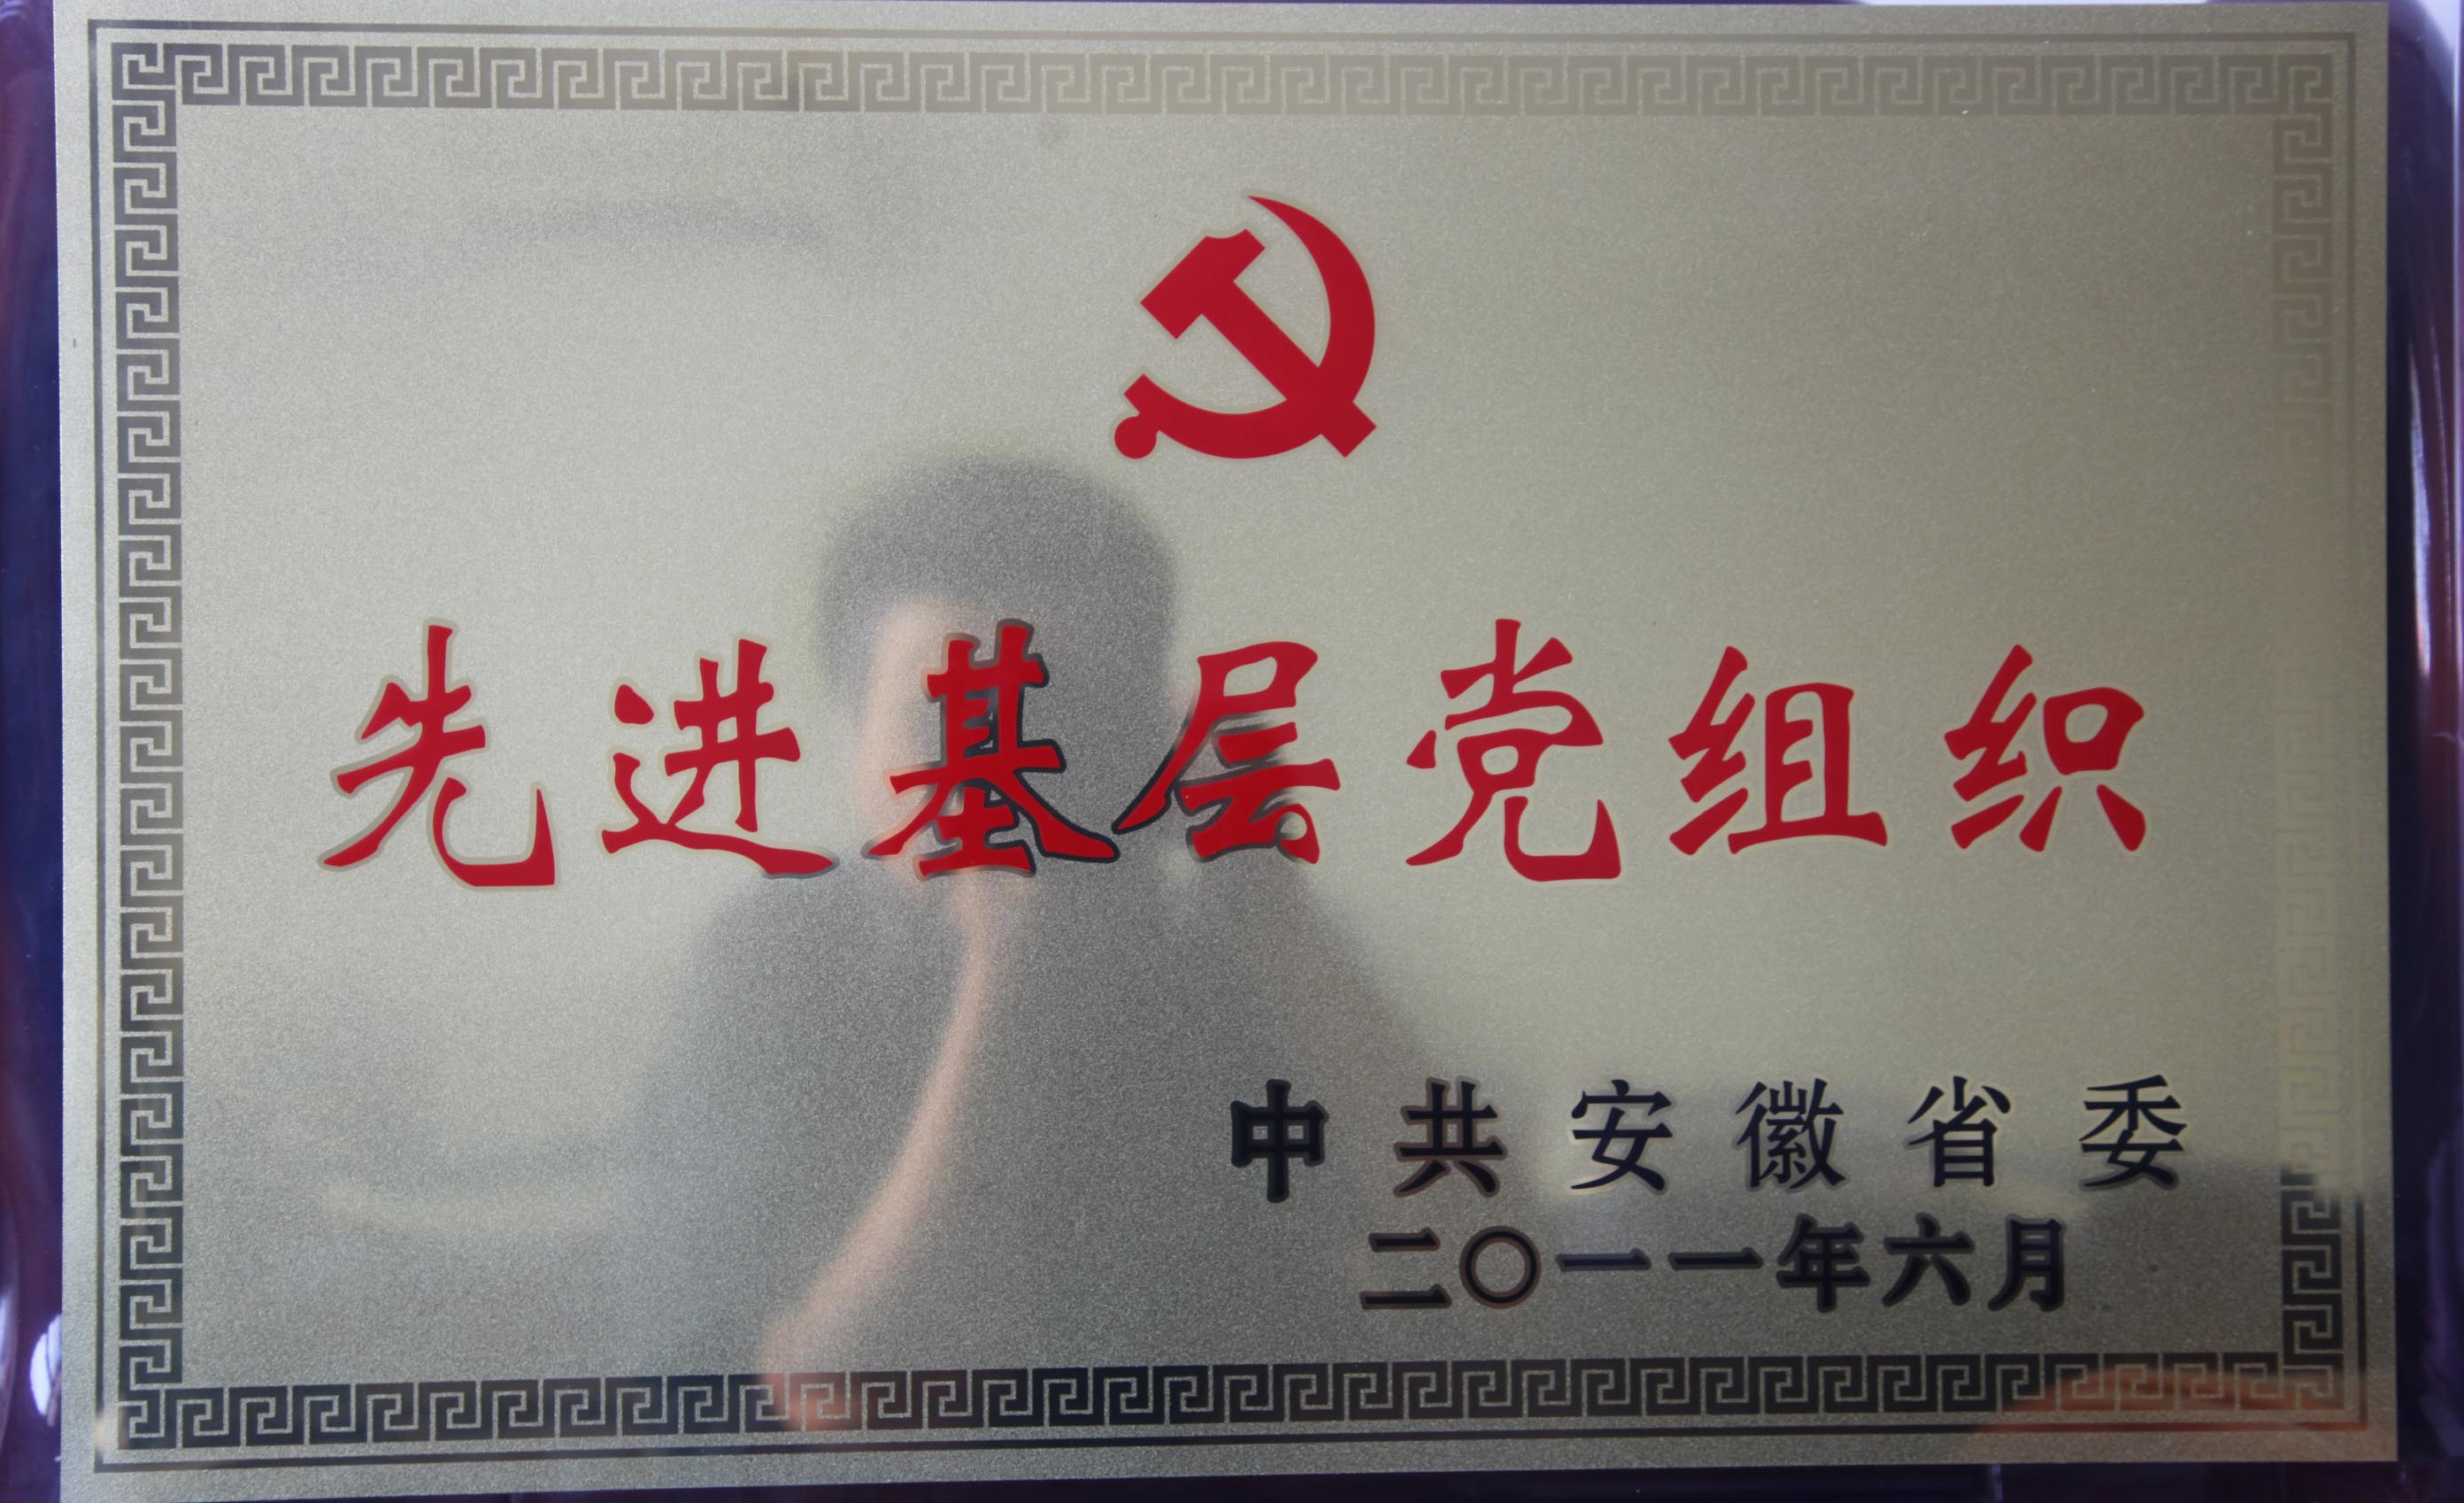 先进基层党组织
中共安徽省委
二〇一一年六月